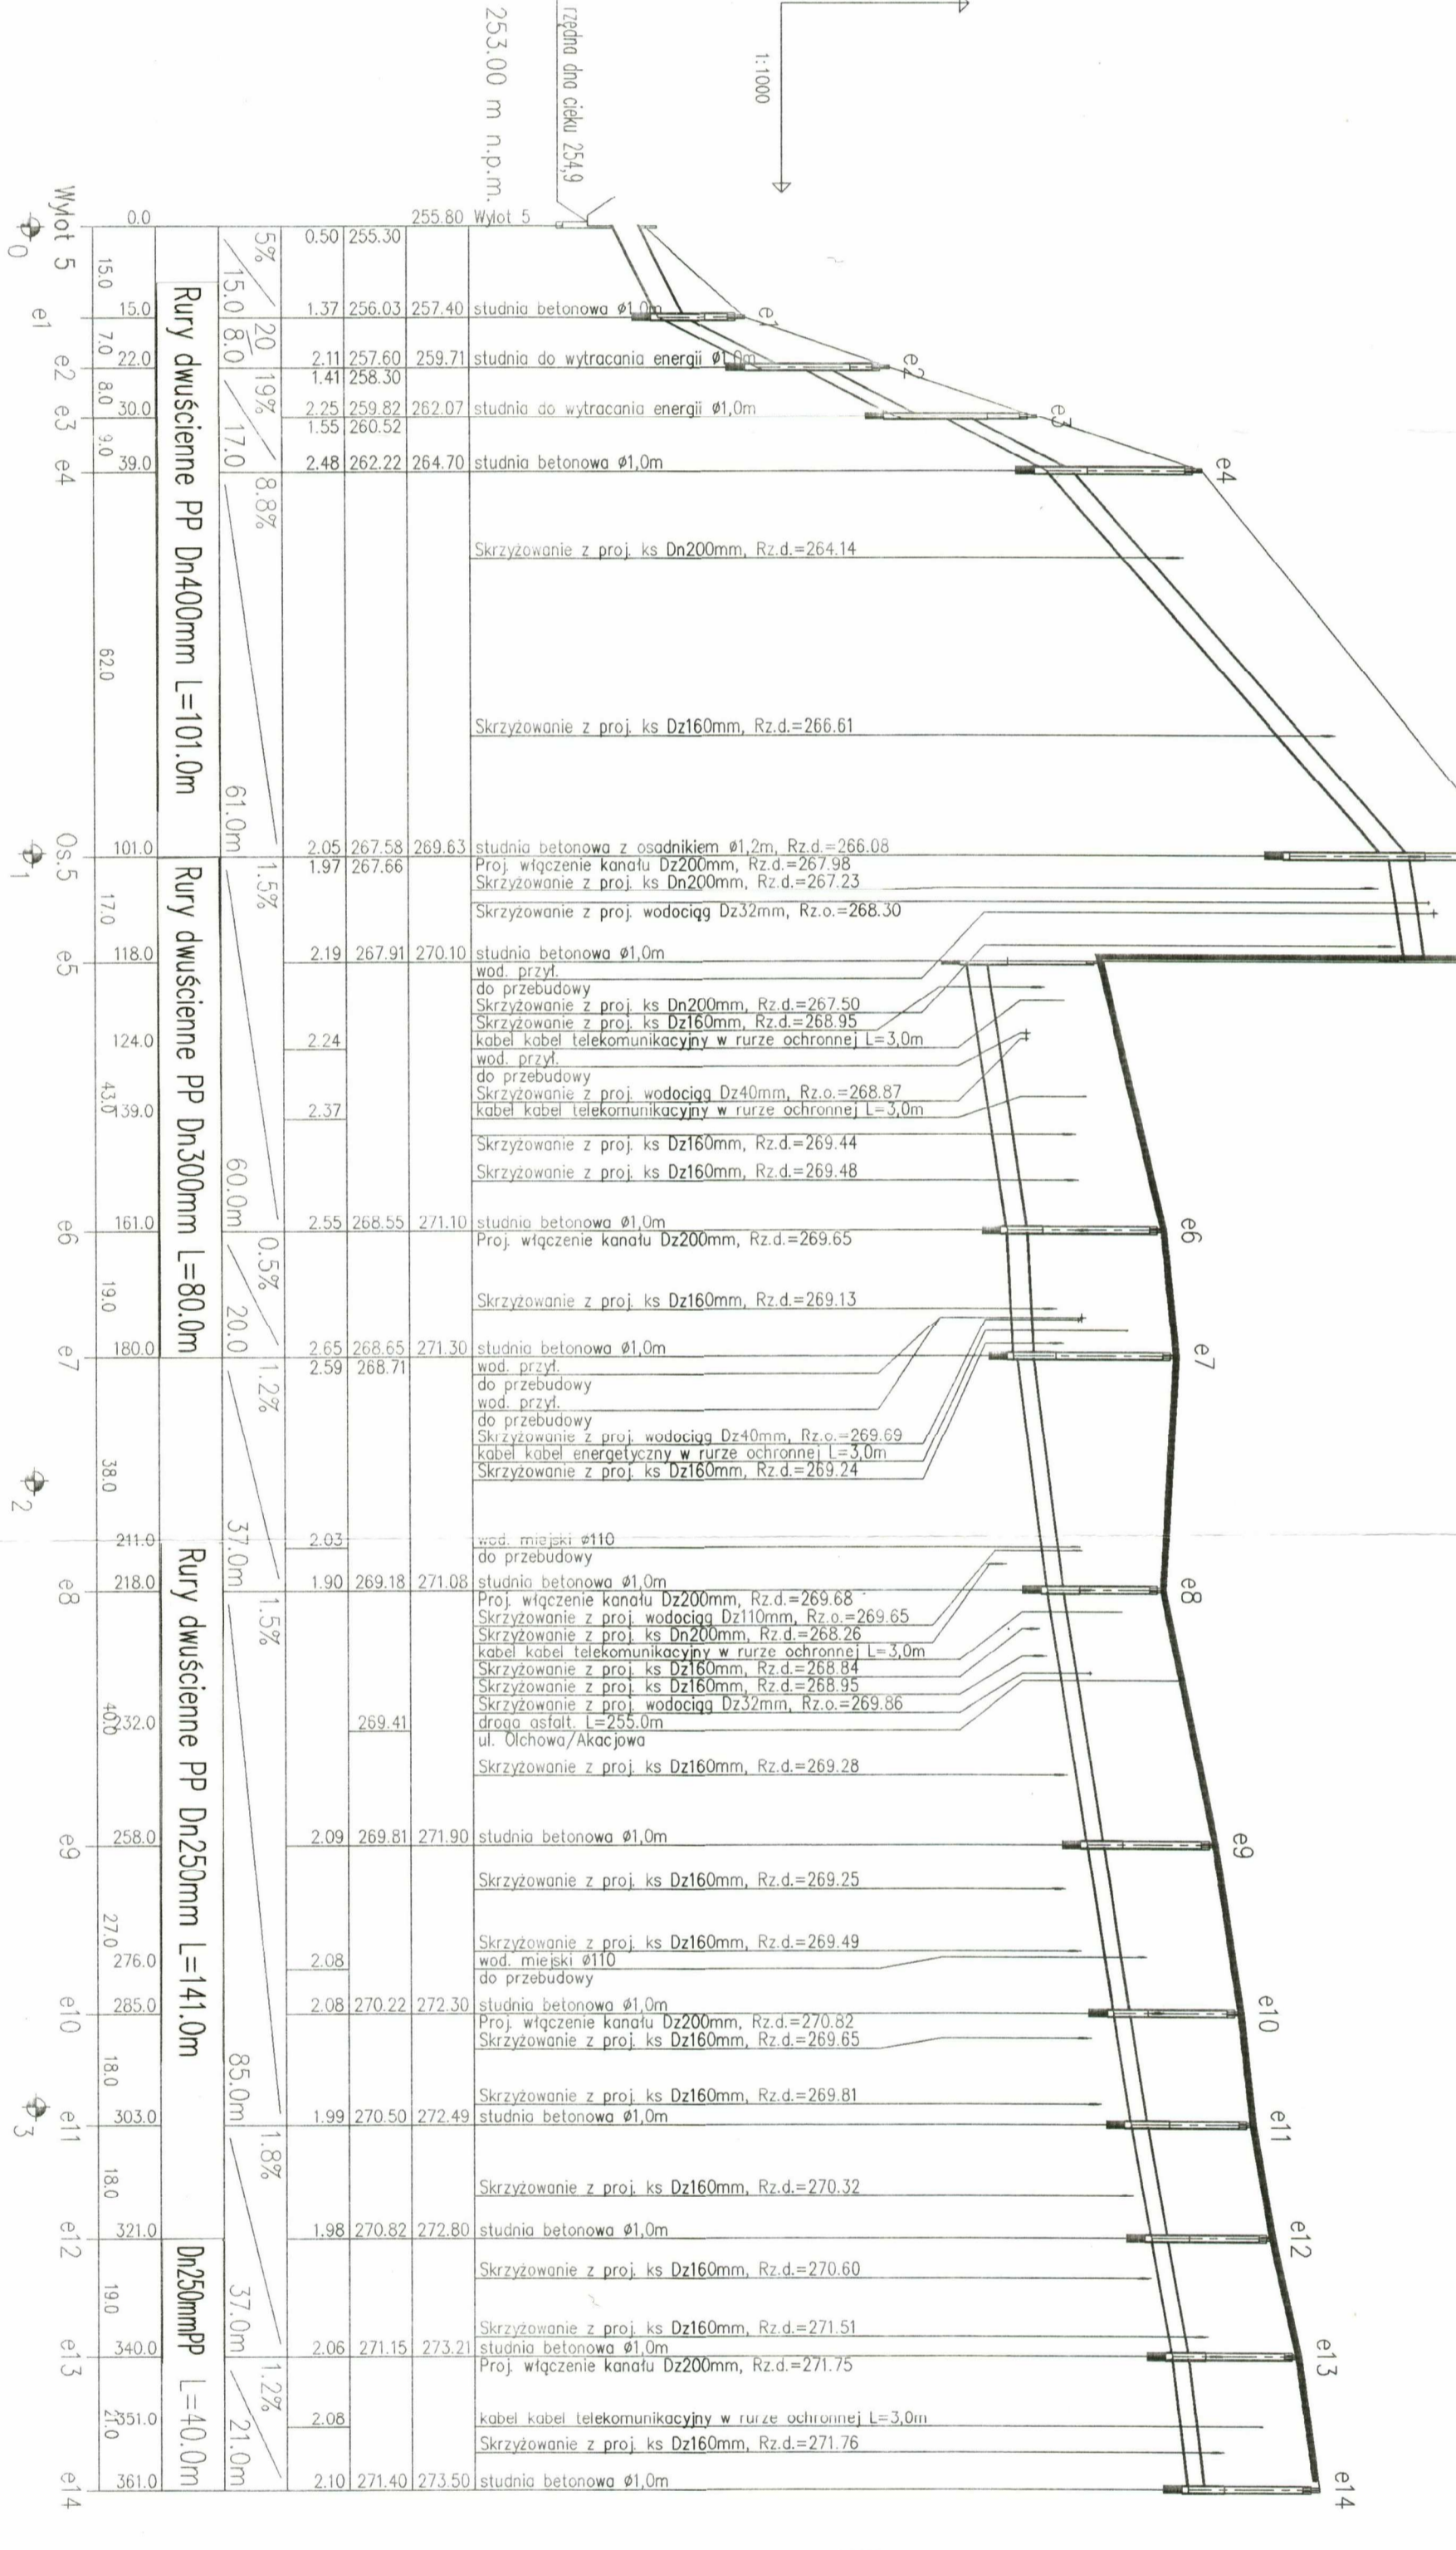 1:1000
rzędna dna cieku 254,9
253.00 m n.p.m.
Wylot 5
0.0
0.50 255.30
255.80 Wylot 5
0
5%
15.0
15.0
e1
15.0
1.37 256.03 257.40 studnia betonowa ø1.0m
e1
20
8.0
7.0
e2
22.0
2.11 257.60 259.71 studnia do wytracania energii ø1.0m
1.41 258.30
e2
19%
17.0
8.0
e3
30.0
2.25 259.82 262.07 studnia do wytracania energii ø1,0m
1.55 260.52
e3
9.0
e4
39.0
2.48 262.22 264.70 studnia betonowa ø1,0m
e4
8.8%
Skrzyżowanie z proj. ks Dn200mm, Rz.d.=264.14
Rury dwuścienne PP Dn400mm L=101.0m
62.0
Skrzyżowanie z proj. ks Dz160mm, Rz.d.=266.61
61.0m
Os.5
101.0
2.05 267.58 269.63 studnia betonowa z osadnikiem ø1,2m, Rz.d.=266.08
1.97 267.66
Proj. włączenie kanału Dz200mm, Rz.d.=267.98
1
1.5%
Skrzyżowanie z proj. ks Dn200mm, Rz.d.=267.23
Skrzyżowanie z proj. wodociąg Dz32mm, Rz.o.=268.30
17.0
e5
118.0
2.19 267.91 270.10 studnia betonowa ø1,0m
wod. przył.
do przebudowy
Skrzyżowanie z proj. ks Dn200mm, Rz.d.=267.50
Skrzyżowanie z proj. ks Dz160mm, Rz.d.=268.95
124.0
2.24
kabel kabel telekomunikacyjny w rurze ochronnej L=3,0m
wod. przył.
do przebudowy
Skrzyżowanie z proj. wodociąg Dz40mm, Rz.o.=268.87
Rury dwuścienne PP Dn300mm L=80.0m
43.0
139.0
2.37
kabel kabel telekomunikacyjny w rurze ochronnej L=3,0m
Skrzyżowanie z proj. ks Dz160mm, Rz.d.=269.44
Skrzyżowanie z proj. ks Dz160mm, Rz.d.=269.48
60.0m
e6
161.0
2.55 268.55 271.10 studnia betonowa ø1,0m
Proj. włączenie kanału Dz200mm, Rz.d.=269.65
e6
0.5%
20.0
19.0
Skrzyżowanie z proj. ks Dz160mm, Rz.d.=269.13
e7
180.0
2.65 268.65 271.30 studnia betonowa ø1,0m
2.59 268.71
e7
1.2%
wod. przył.
do przebudowy
wod. przył.
do przebudowy
Skrzyżowanie z proj. wodociąg Dz40mm, Rz.o.=269.69
kabel kabel energetyczny w rurze ochronnej L=3,0m
Skrzyżowanie z proj. ks Dz160mm, Rz.d.=269.24
38.0
2
37.0m
211.0
2.03
wod. miejski ø110
do przebudowy
e8
218.0
1.90 269.18 271.08 studnia betonowa ø1,0m
e8
Proj. włączenie kanału Dz200mm, Rz.d.=269.68
1.5%
Skrzyżowanie z proj. wodociąg Dz110mm, Rz.o.=269.65
Skrzyżowanie z proj. ks Dn200mm, Rz.d.=268.26
kabel kabel telekomunikacyjny w rurze ochronnej L=3,0m
Skrzyżowanie z proj. ks Dz160mm, Rz.d.=268.84
Skrzyżowanie z proj. ks Dz160mm, Rz.d.=268.95
Skrzyżowanie z proj. wodociąg Dz32mm, Rz.o.=269.86
40.0
232.0
269.41
droga asfalt. L=255.0m
ul. Olchowa/Akacjowa
Skrzyżowanie z proj. ks Dz160mm, Rz.d.=269.28
Rury dwuścienne PP Dn250mm L=141.0m
e9
258.0
2.09 269.81 271.90 studnia betonowa ø1,0m
e9
Skrzyżowanie z proj. ks Dz160mm, Rz.d.=269.25
27.0
Skrzyżowanie z proj. ks Dz160mm, Rz.d.=269.49
276.0
2.08
wod. miejski ø110
do przebudowy
e10
285.0
2.08 270.22 272.30 studnia betonowa ø1,0m
e10
Proj. włączenie kanału Dz200mm, Rz.d.=270.82
Skrzyżowanie z proj. ks Dz160mm, Rz.d.=269.65
18.0
85.0m
Skrzyżowanie z proj. ks Dz160mm, Rz.d.=269.81
e11
303.0
1.99 270.50 272.49 studnia betonowa ø1,0m
e11
3
1.8%
18.0
Skrzyżowanie z proj. ks Dz160mm, Rz.d.=270.32
e12
321.0
1.98 270.82 272.80 studnia betonowa ø1,0m
e12
Skrzyżowanie z proj. ks Dz160mm, Rz.d.=270.60
19.0
37.0m
Skrzyżowanie z proj. ks Dz160mm, Rz.d.=271.51
e13
340.0
2.06 271.15 273.21 studnia betonowa ø1,0m
e13
Proj. włączenie kanału Dz200mm, Rz.d.=271.75
Dn250mmPP L=40.0m
1.2%
21.0m
21.0
351.0
2.08
kabel kabel telekomunikacyjny w rurze ochronnej L=3,0m
Skrzyżowanie z proj. ks Dz160mm, Rz.d.=271.76
e14
361.0
2.10 271.40 273.50 studnia betonowa ø1,0m
e14